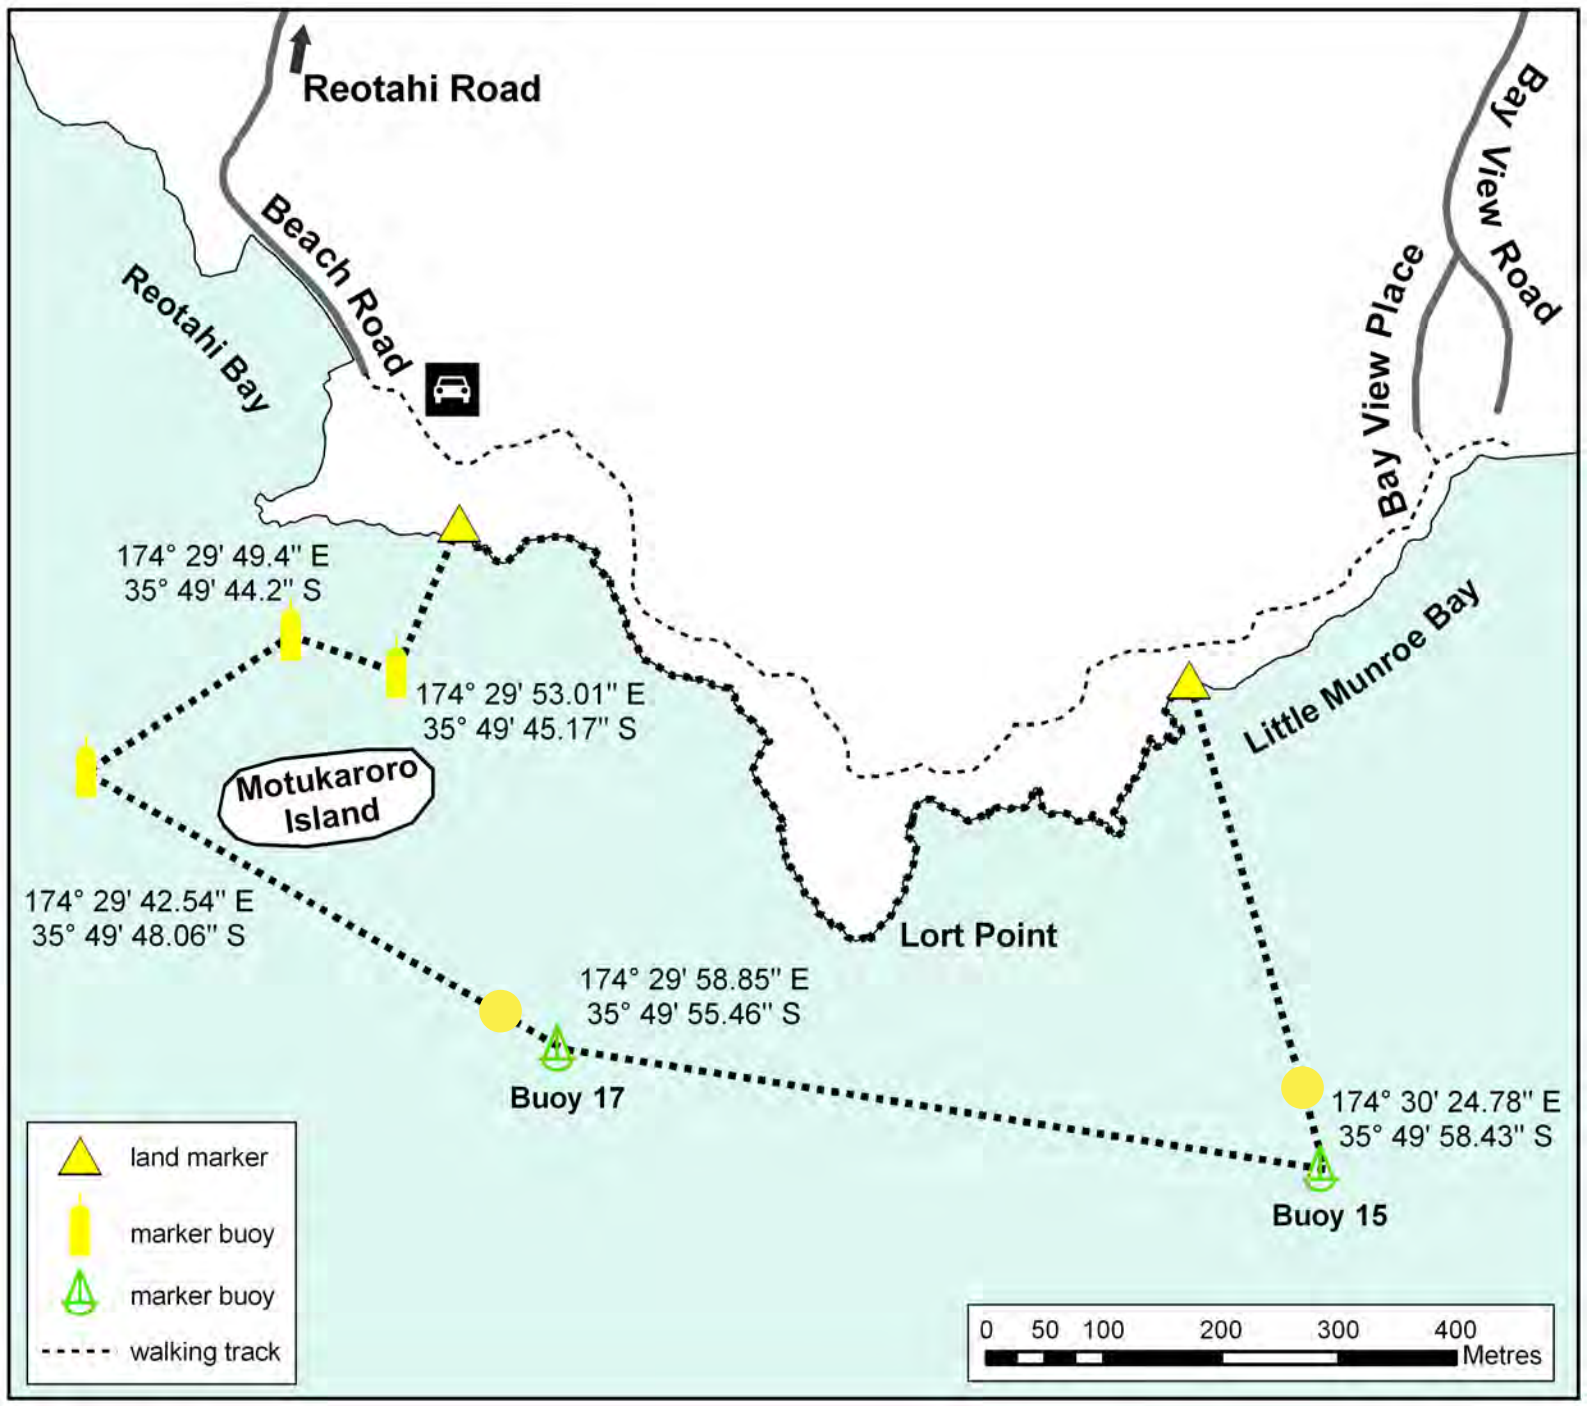 Reotahi Road
Bay View Road
Beach Road
Reotahi Bay
Bay View Place
174° 29' 49.4" E
35° 49' 44.2" S
174° 29' 53.01" E
35° 49' 45.17" S
Little Munroe Bay
Motukaroro
Island
174° 29' 42.54" E
35° 49' 48.06" S
Lort Point
174° 29' 58.85" E
35° 49' 55.46" S
Buoy 17
174° 30' 24.78" E
35° 49' 58.43" S
Buoy 15
land marker
marker buoy
marker buoy
walking track
0 50 100 200 300 400
Metres